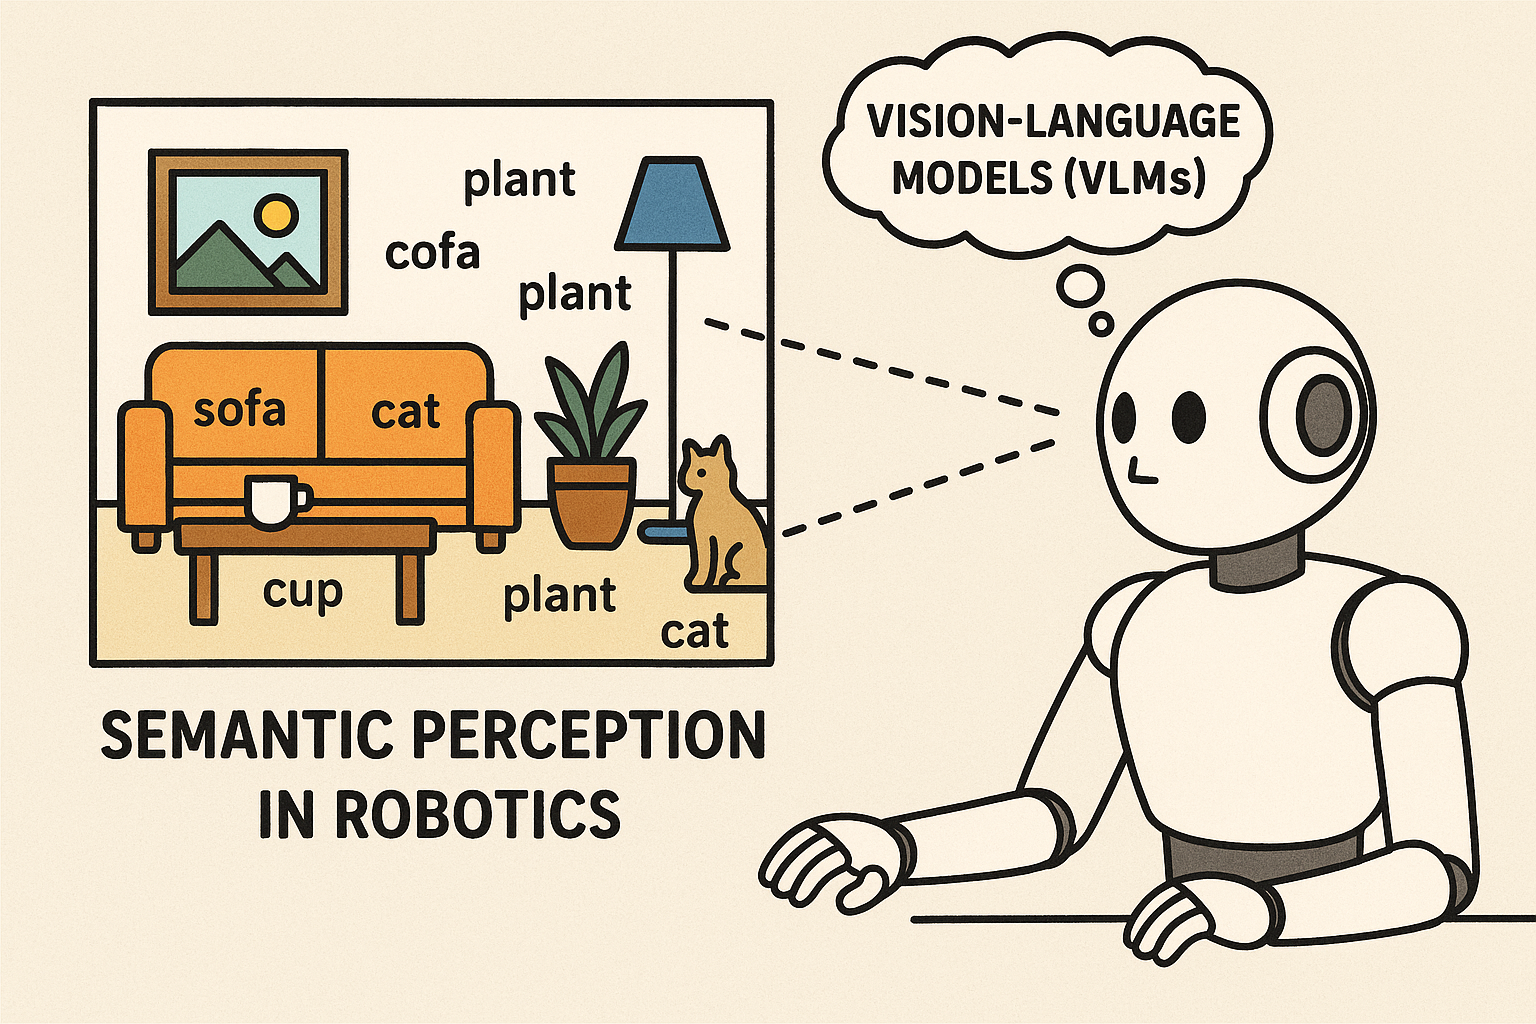 VISION-LANGUAGE
MODELS (VLMs)
plant
cofa
plant
sofa
cat
cup
plant
cat
SEMANTIC PERCEPTION
IN ROBOTICS